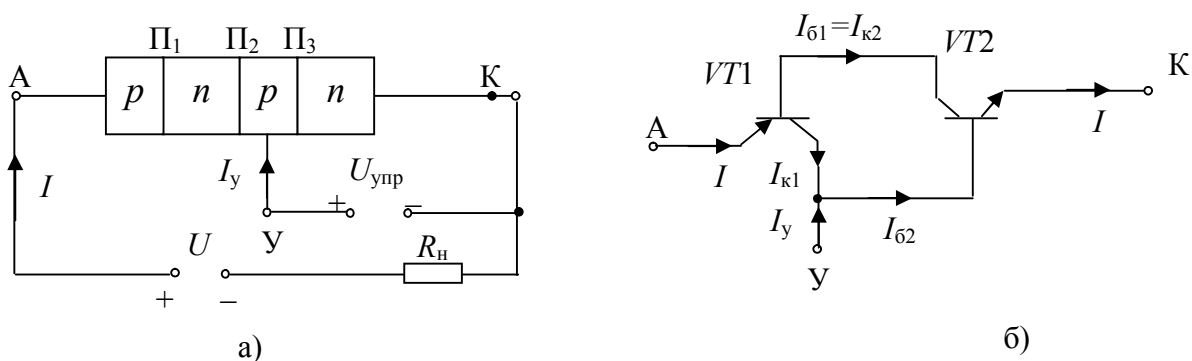 П₁ П₂ П₃
А p n p n К
I Iу Uупр
+ −
У
U Rн
+ −
а)
Iб1=Iк2
VT1 VT2
К
А
I Iк1 I
Iу Iб2
У
б)